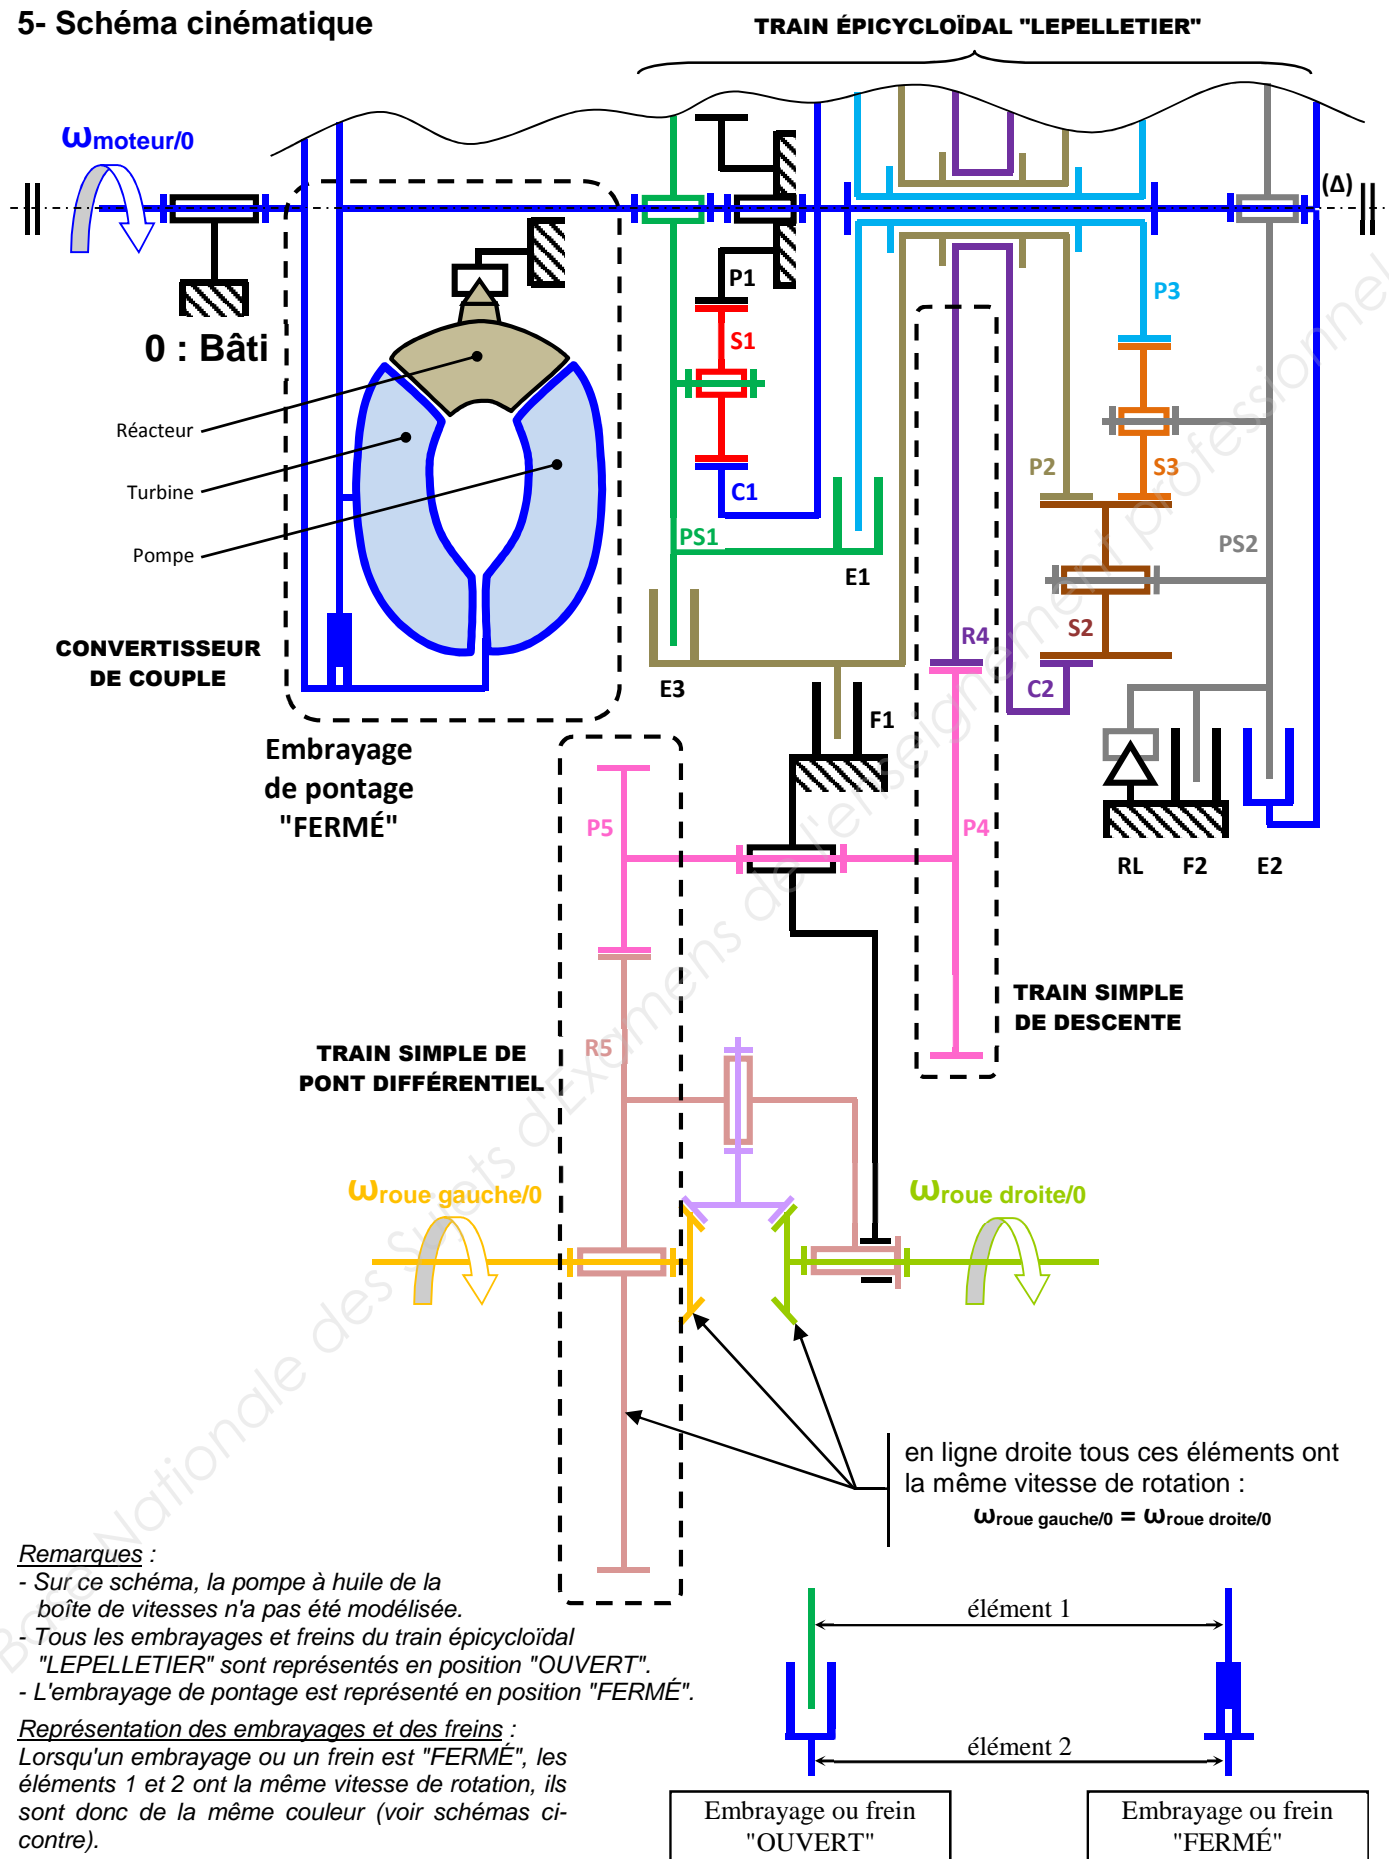 5- Schéma cinématique
TRAIN ÉPICYCLOÏDAL "LEPELLETIER"
ωmoteur/0
(Δ)
0 : Bâti
P1
S1
C1
PS1
E1
P3
P2
S3
PS2
S2
R4
C2
E3
F1
Réacteur
Turbine
Pompe
CONVERTISSEUR
DE COUPLE
Embrayage
de pontage
"FERMÉ"
P5
P4
RL
F2
E2
TRAIN SIMPLE
DE DESCENTE
R5
TRAIN SIMPLE DE
PONT DIFFÉRENTIEL
ωroue gauche/0
ωroue droite/0
en ligne droite tous ces éléments ont
la même vitesse de rotation :
ωroue gauche/0 = ωroue droite/0
Remarques :
- Sur ce schéma, la pompe à huile de la
boîte de vitesses n'a pas été modélisée.
- Tous les embrayages et freins du train épicycloïdal
"LEPELLETIER" sont représentés en position "OUVERT".
- L'embrayage de pontage est représenté en position "FERMÉ".
Représentation des embrayages et des freins :
Lorsqu'un embrayage ou un frein est "FERMÉ", les
éléments 1 et 2 ont la même vitesse de rotation, ils
sont donc de la même couleur (voir schémas ci-
contre).
élément 1
élément 2
Embrayage ou frein
"OUVERT"
Embrayage ou frein
"FERMÉ"
Base Nationale des Sujets d'Examens de l'enseignement professionnel